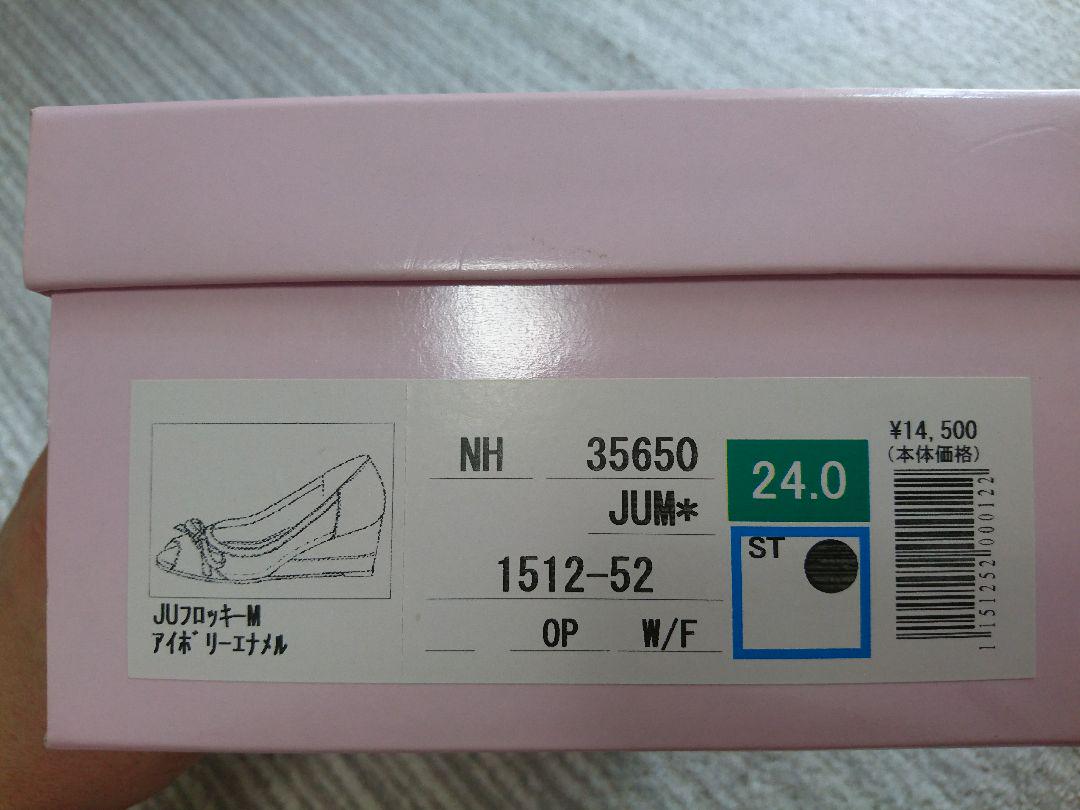 NH 35650
JUM*
1512-52
OP W/F
JUフロッキーM
アイボリーエナメル
24.0
ST
¥14,500
(本体価格)
1151252000122